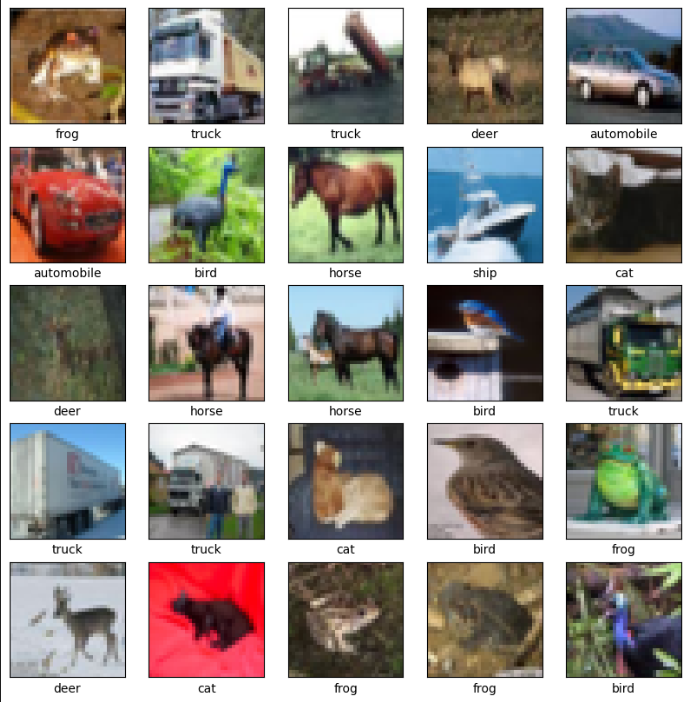 frog truck truck deer automobile
automobile bird horse ship cat
deer horse horse bird truck
truck truck cat bird frog
deer cat frog frog bird